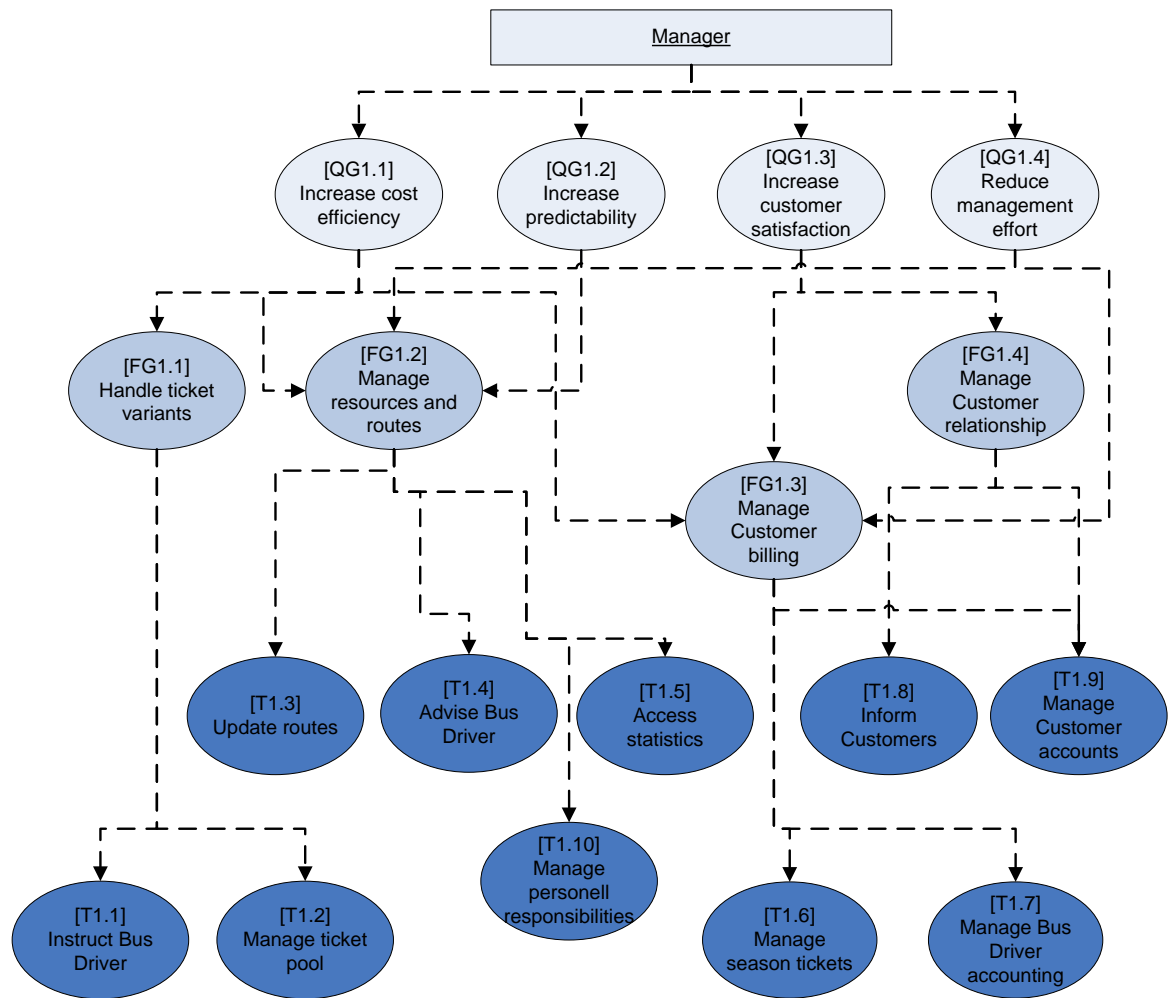 Manager
[QG1.1]
Increase cost
efficiency
[QG1.2]
Increase
predictability
[QG1.3]
Increase
customer
satisfaction
[QG1.4]
Reduce
management
effort
[FG1.1]
Handle ticket
variants
[FG1.2]
Manage
resources and
routes
[FG1.4]
Manage
Customer
relationship
[FG1.3]
Manage
Customer
billing
[T1.3]
Update routes
[T1.4]
Advise Bus
Driver
[T1.5]
Access
statistics
[T1.8]
Inform
Customers
[T1.9]
Manage
Customer
accounts
[T1.10]
Manage
personell
responsibilities
[T1.1]
Instruct Bus
Driver
[T1.2]
Manage ticket
pool
[T1.6]
Manage
season tickets
[T1.7]
Manage Bus
Driver
accounting